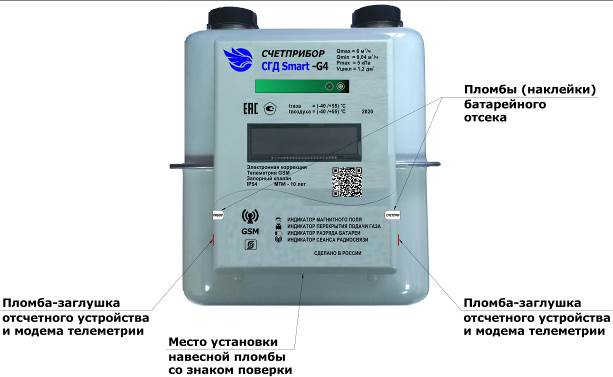 СЧЕТПРИБОР
СГД Smart -G4
Qmax = 6 м³/ч
Qmin = 0,04 м³/ч
Pmax = 5 кПа
Vцикл = 1,2 дм³
ЕАС
tгаза = (-40 /+55) °С
tвоздуха = (-40 /+55) °С 2020
Пломбы (наклейки)
батарейного
отсека
Электронная коррекция
Телеметрия GSM
Запорный клапан
IP54 МПИ - 10 лет
GSM
ИНДИКАТОР МАГНИТНОГО ПОЛЯ
ИНДИКАТОР ПЕРЕКРЫТИЯ ПОДАЧИ ГАЗА
ИНДИКАТОР РАЗРЯДА БАТАРЕИ
ИНДИКАТОР СЕАНСА РАДИОСВЯЗИ
СДЕЛАНО В РОССИИ
Пломба-заглушка
отсчетного устройства
и модема телеметрии
Место установки
навесной пломбы
со знаком поверки
Пломба-заглушка
отсчетного устройства
и модема телеметрии